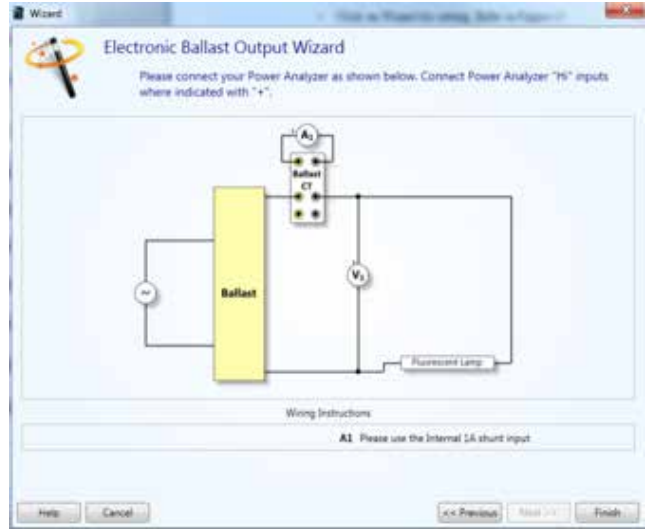 Wizard
Electronic Ballast Output Wizard
Please connect your Power Analyzer as shown below. Connect Power Analyzer "Hi" inputs
where indicated with "+".
A1
Ballast
CT
Ballast
V1
~
Fluorescent Lamp
Wiring Instructions
A1 Please use the Internal 1A shunt input
Help
Cancel
<< Previous
Next >>
Finish